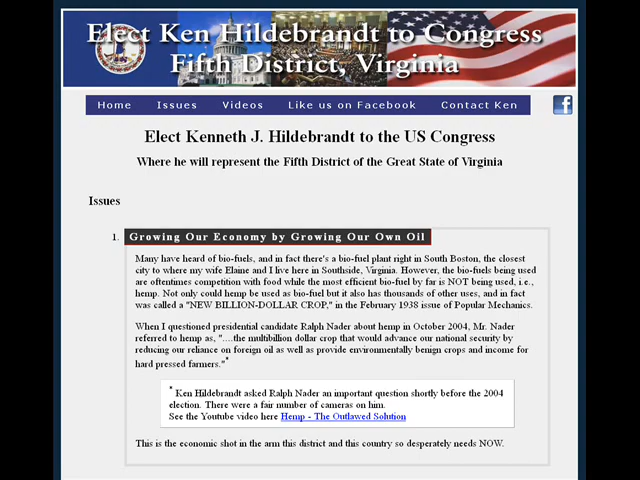 Elect Ken Hildebrandt to Congress
Fifth District, Virginia
Home Issues Videos Like us on Facebook Contact Ken
Elect Kenneth J. Hildebrandt to the US Congress
Where he will represent the Fifth District of the Great State of Virginia
Issues
1. Growing Our Economy by Growing Our Own Oil
Many have heard of bio-fuels, and in fact there's a bio-fuel plant right in South Boston, the closest
city to where my wife Elaine and I live here in Southside, Virginia. However, the bio-fuels being used
are oftentimes competition with food while the most efficient bio-fuel by far is NOT being used, i.e.,
hemp. Not only could hemp be used as bio-fuel but it also has thousands of other uses, and in fact
was called a "NEW BILLION-DOLLAR CROP," in the February 1938 issue of Popular Mechanics.
When I questioned presidential candidate Ralph Nader about hemp in October 2004, Mr. Nader
referred to hemp as, "....the multibillion dollar crop that would advance our national security by
reducing our reliance on foreign oil as well as provide environmentally benign crops and income for
hard pressed farmers."*
* Ken Hildebrandt asked Ralph Nader an important question shortly before the 2004
election. There were a fair number of cameras on him.
See the Youtube video here Hemp - The Outlawed Solution
This is the economic shot in the arm this district and this country so desperately needs NOW.